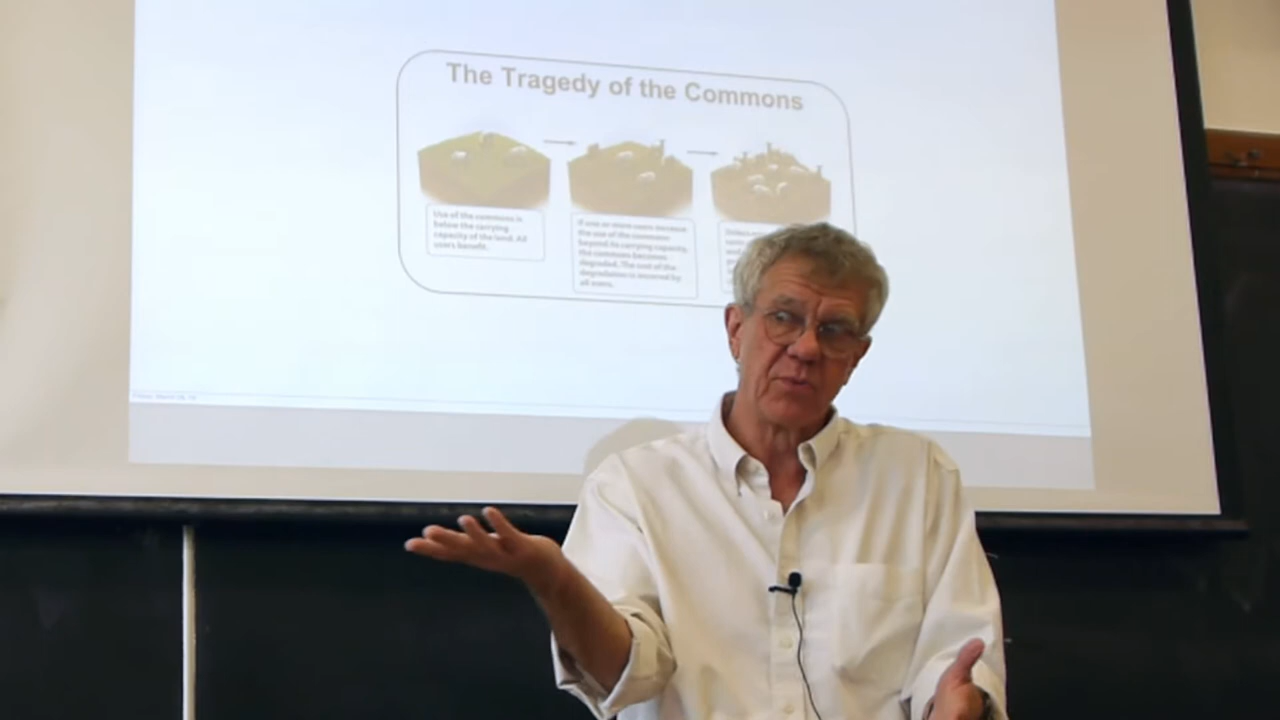 The Tragedy of the Commons
Use of the commons is
below the carrying
capacity of the land. All
users benefit.
If one or more users increase
the use of the commons
beyond its carrying capacity,
the commons becomes
degraded. The cost of the
degradation is incurred by
all users.
Unless